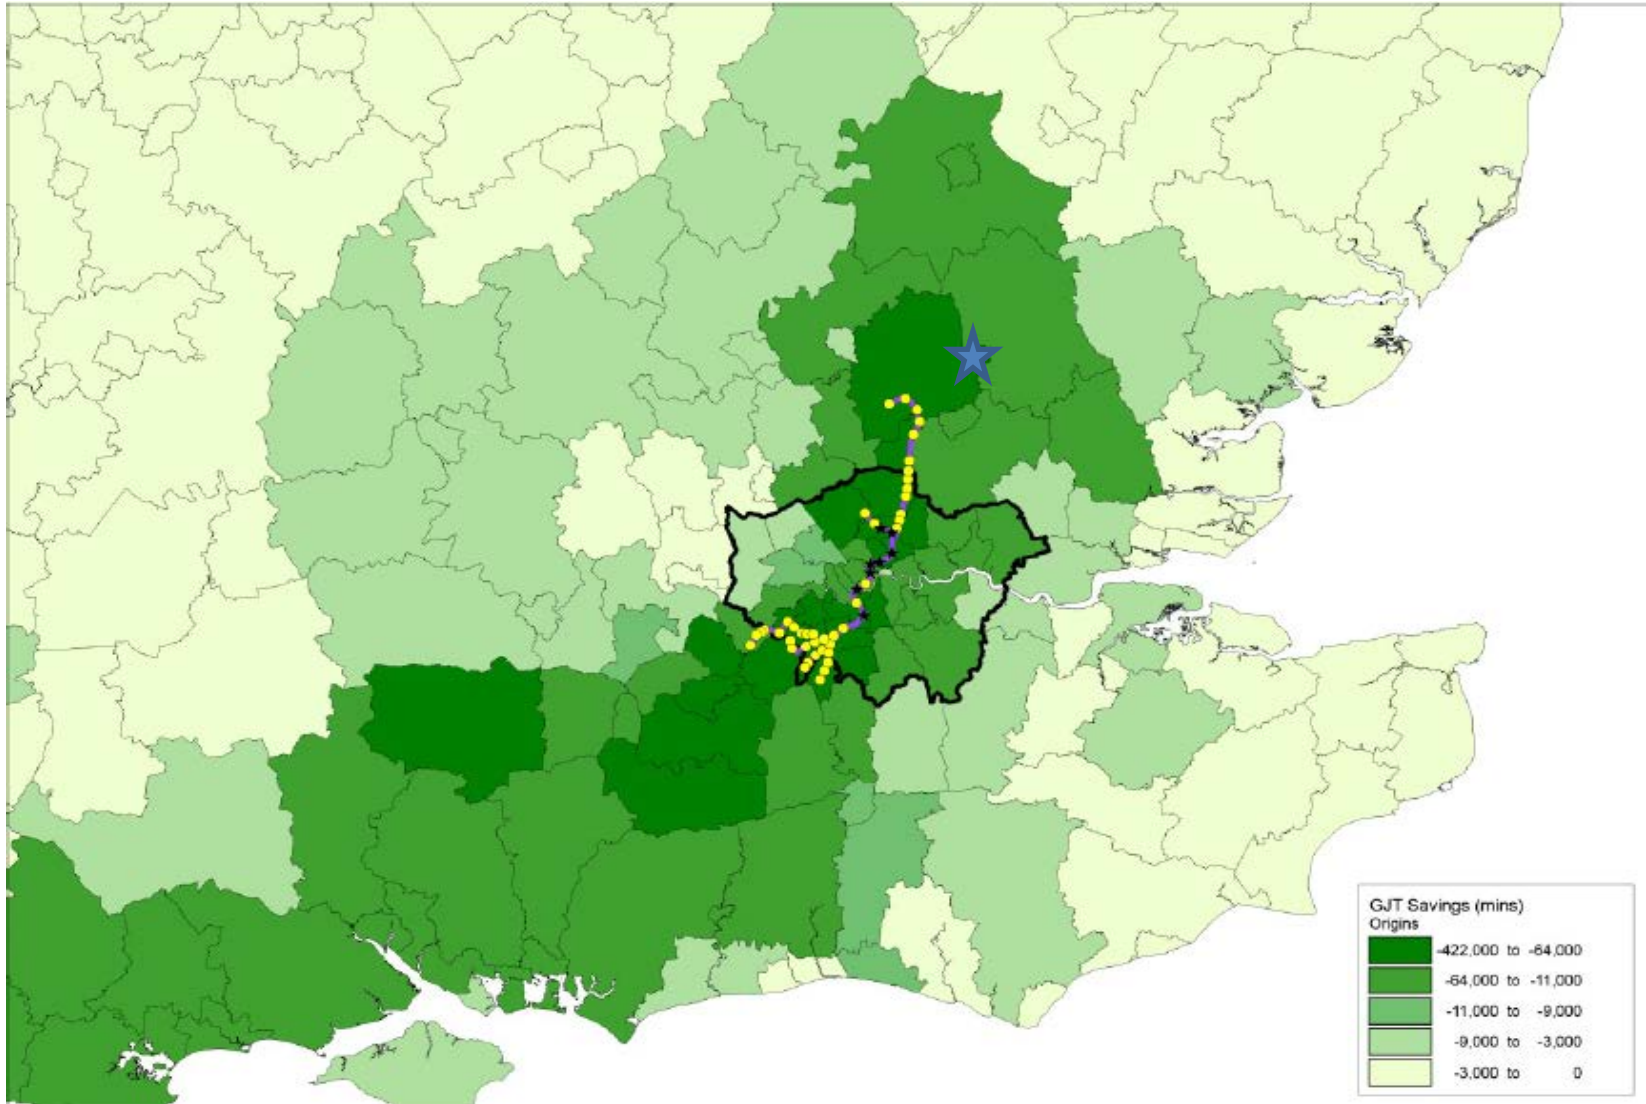 GJT Savings (mins)
Origins
-422,000 to -64,000
-64,000 to -11,000
-11,000 to -9,000
-9,000 to -3,000
-3,000 to 0